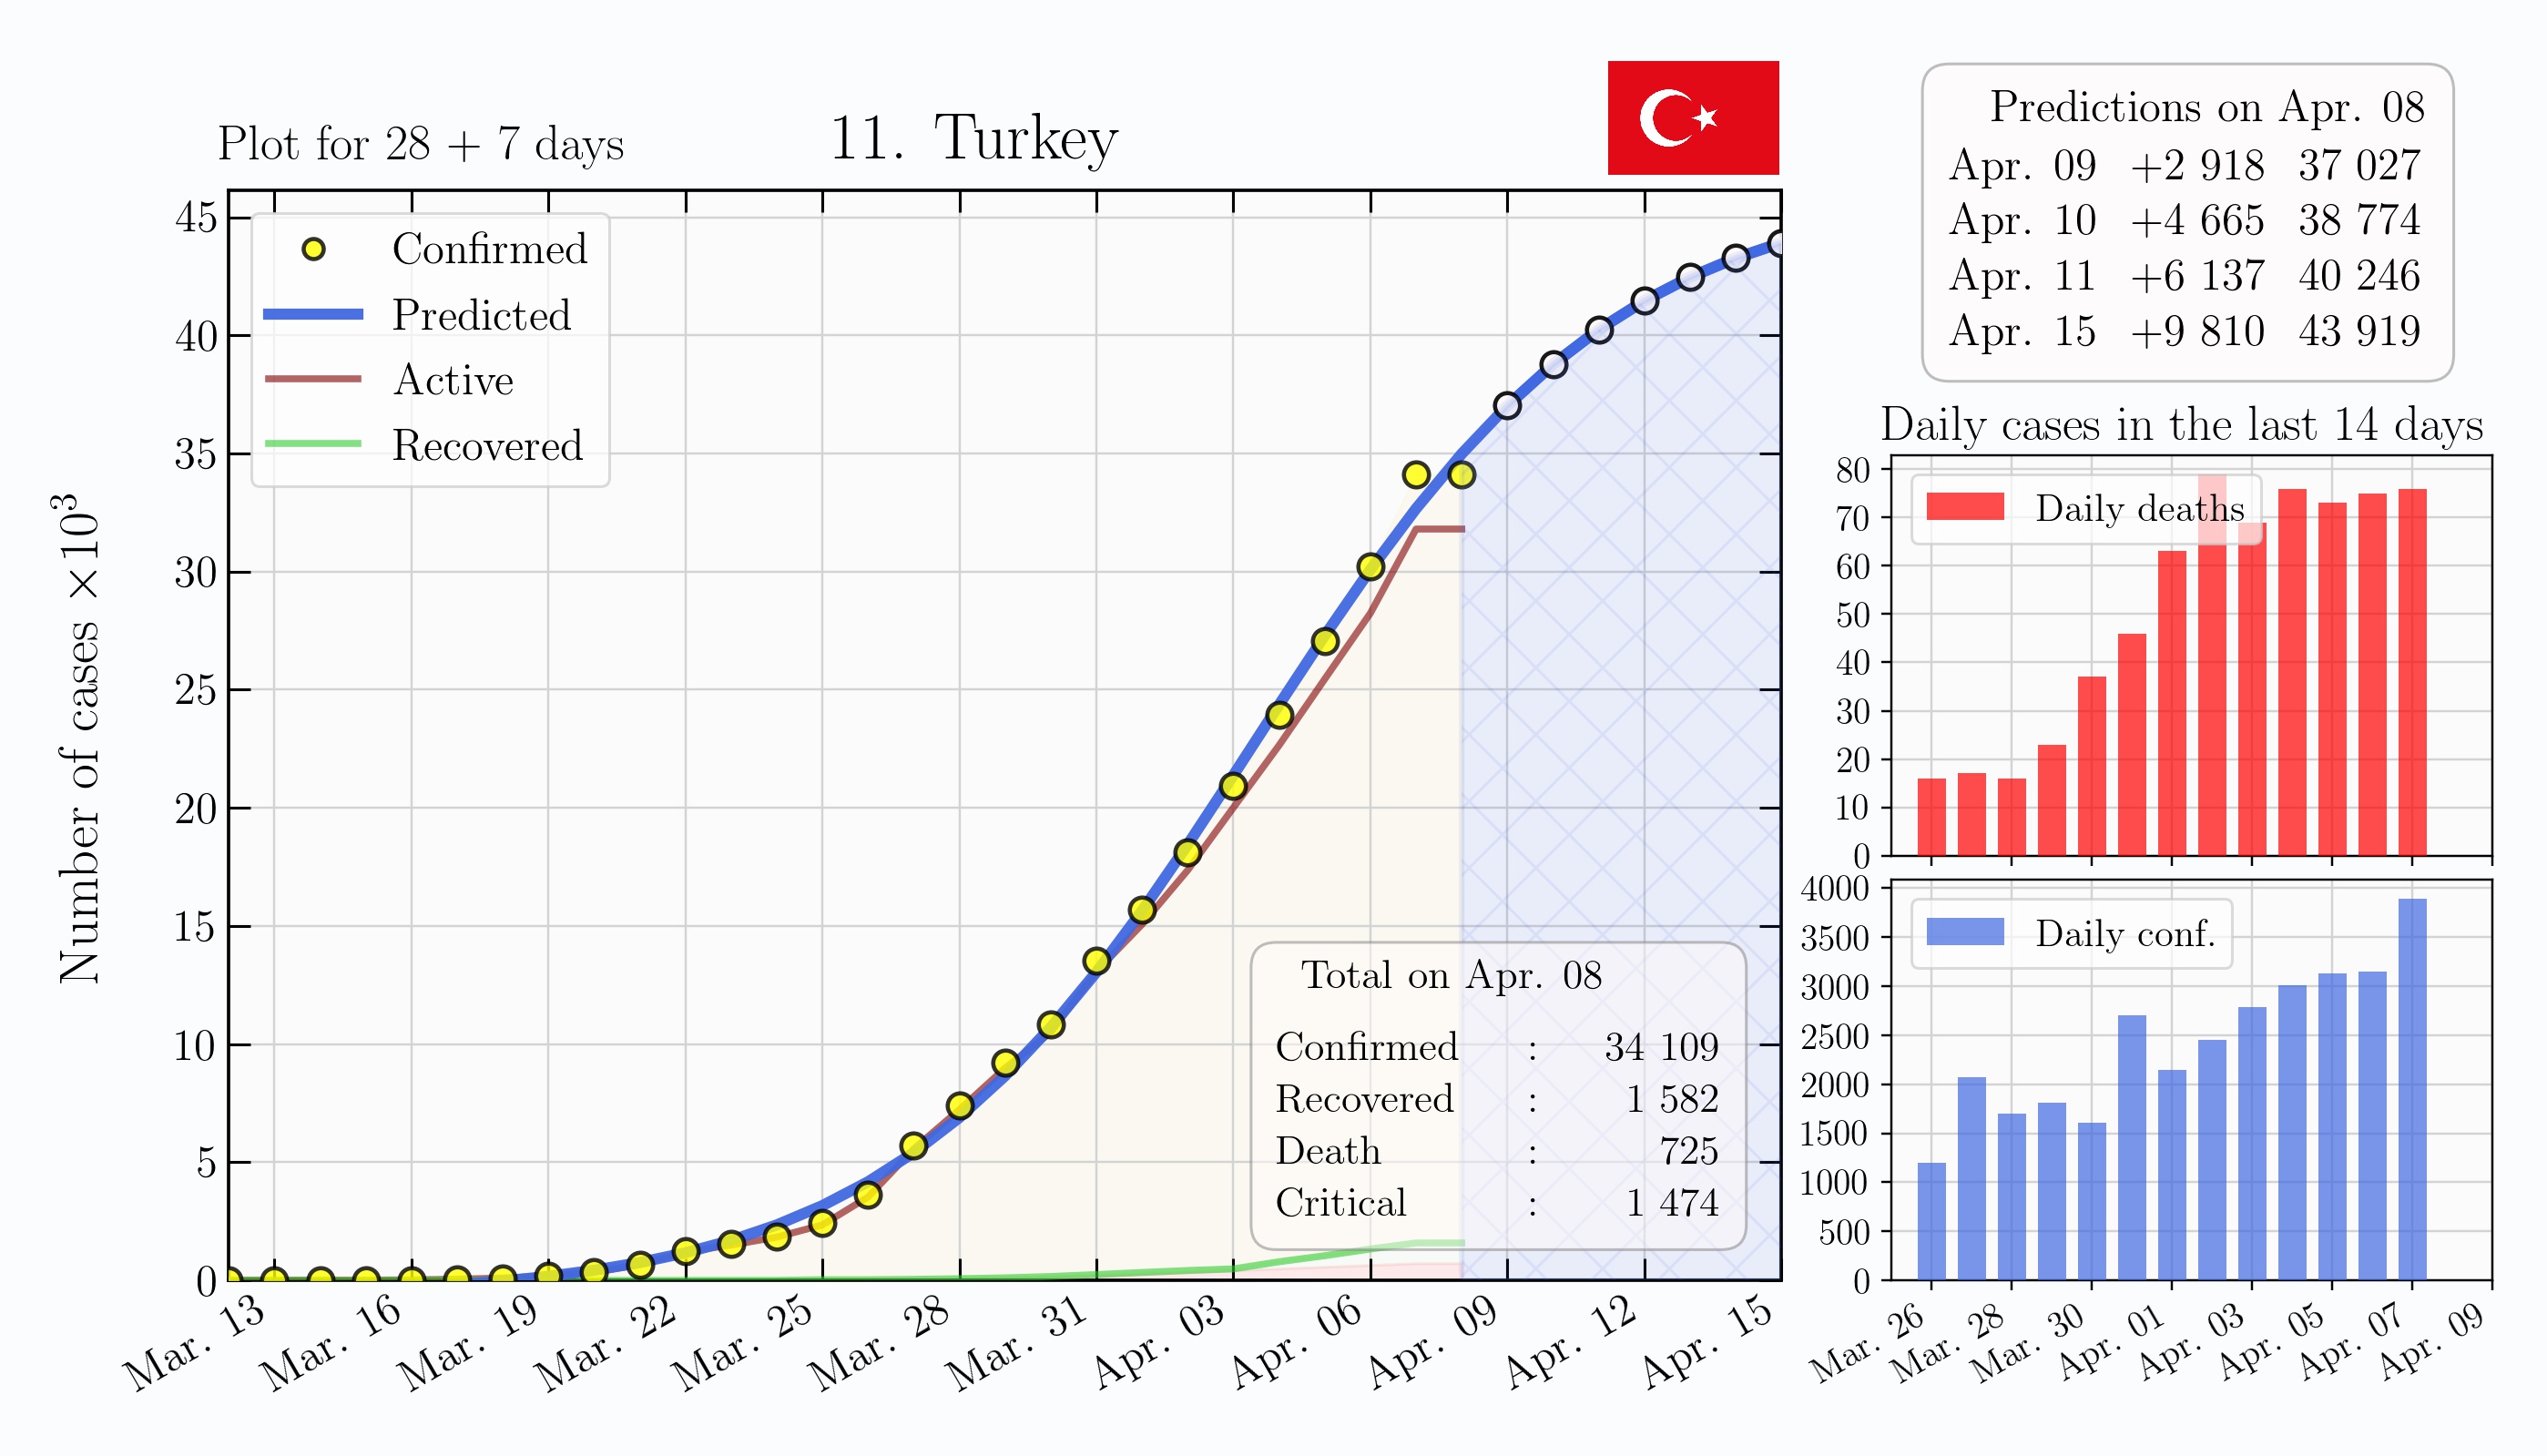 Plot for 28 + 7 days
11. Turkey
Number of cases ×10³
45
40
35
30
25
20
15
10
5
0
Confirmed
Predicted
Active
Recovered
Total on Apr. 08
Confirmed : 34 109
Recovered : 1 582
Death : 725
Critical : 1 474
Mar. 13
Mar. 16
Mar. 19
Mar. 22
Mar. 25
Mar. 28
Mar. 31
Apr. 03
Apr. 06
Apr. 09
Apr. 12
Apr. 15
Predictions on Apr. 08
Apr. 09 +2 918 37 027
Apr. 10 +4 665 38 774
Apr. 11 +6 137 40 246
Apr. 15 +9 810 43 919
Daily cases in the last 14 days
80
70
60
50
40
30
20
10
0
Daily deaths
4000
3500
3000
2500
2000
1500
1000
500
0
Daily conf.
Mar. 26
Mar. 28
Mar. 30
Apr. 01
Apr. 03
Apr. 05
Apr. 07
Apr. 09